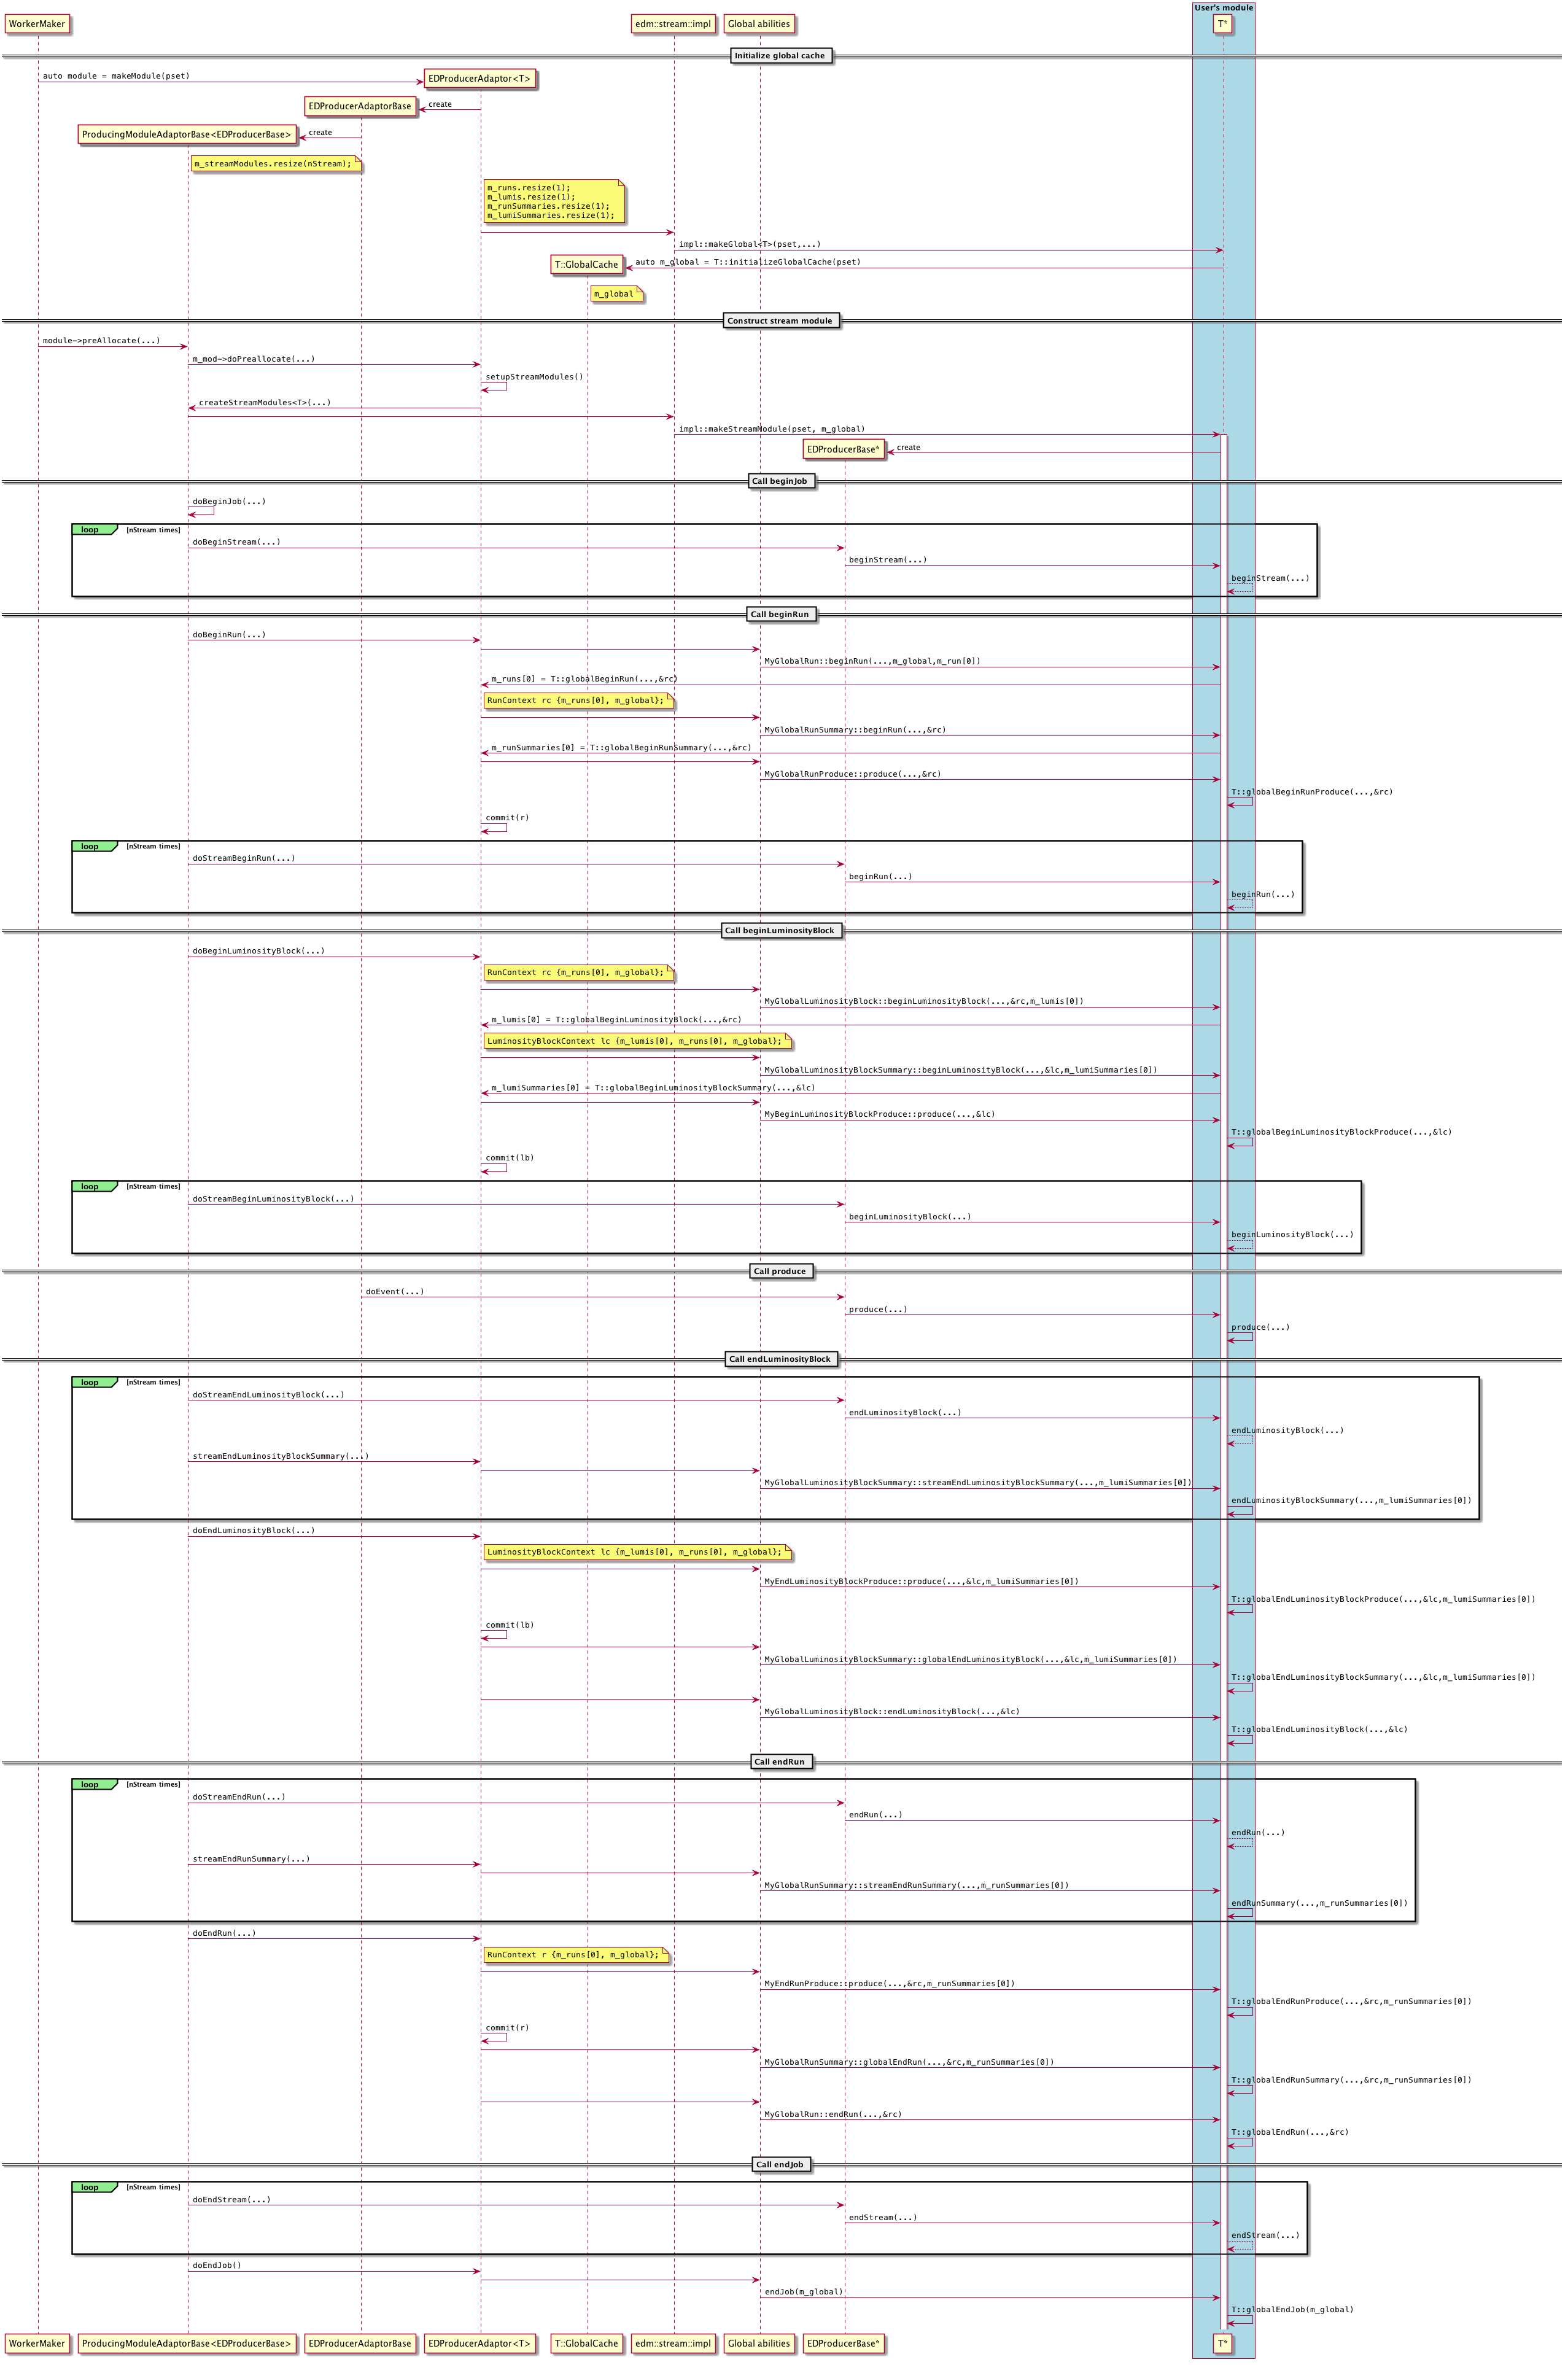 User's module
WorkerMaker
edm::stream::impl
Global abilities
T*
Initialize global cache
auto module = makeModule(pset)
EDProducerAdaptor<T>
EDProducerAdaptorBase
create
ProducingModuleAdaptorBase<EDProducerBase>
create
m_streamModules.resize(nStream);
m_runs.resize(1);
m_lumis.resize(1);
m_runSummaries.resize(1);
m_lumiSummaries.resize(1);
impl::makeGlobal<T>(pset,...)
T::GlobalCache
auto m_global = T::initializeGlobalCache(pset)
m_global
Construct stream module
module->preAllocate(...)
m_mod->doPreallocate(...)
setupStreamModules()
createStreamModules<T>(...)
impl::makeStreamModule(pset, m_global)
EDProducerBase*
create
Call beginJob
doBeginJob(...)
loop
[nStream times]
doBeginStream(...)
beginStream(...)
beginStream(...)
Call beginRun
doBeginRun(...)
MyGlobalRun::beginRun(...,m_global,m_run[0])
m_runs[0] = T::globalBeginRun(...,&rc)
RunContext rc {m_runs[0], m_global};
MyGlobalRunSummary::beginRun(...,&rc)
m_runSummaries[0] = T::globalBeginRunSummary(...,&rc)
MyGlobalRunProduce::produce(...,&rc)
T::globalBeginRunProduce(...,&rc)
commit(r)
loop
[nStream times]
doStreamBeginRun(...)
beginRun(...)
beginRun(...)
Call beginLuminosityBlock
doBeginLuminosityBlock(...)
RunContext rc {m_runs[0], m_global};
MyGlobalLuminosityBlock::beginLuminosityBlock(...,&rc,m_lumis[0])
m_lumis[0] = T::globalBeginLuminosityBlock(...,&rc)
LuminosityBlockContext lc {m_lumis[0], m_runs[0], m_global};
MyGlobalLuminosityBlockSummary::beginLuminosityBlock(...,&lc,m_lumiSummaries[0])
m_lumiSummaries[0] = T::globalBeginLuminosityBlockSummary(...,&lc)
MyBeginLuminosityBlockProduce::produce(...,&lc)
T::globalBeginLuminosityBlockProduce(...,&lc)
commit(lb)
loop
[nStream times]
doStreamBeginLuminosityBlock(...)
beginLuminosityBlock(...)
beginLuminosityBlock(...)
Call produce
doEvent(...)
produce(...)
produce(...)
Call endLuminosityBlock
loop
[nStream times]
doStreamEndLuminosityBlock(...)
endLuminosityBlock(...)
endLuminosityBlock(...)
streamEndLuminosityBlockSummary(...)
MyGlobalLuminosityBlockSummary::streamEndLuminosityBlockSummary(...,m_lumiSummaries[0])
endLuminosityBlockSummary(...,m_lumiSummaries[0])
doEndLuminosityBlock(...)
LuminosityBlockContext lc {m_lumis[0], m_runs[0], m_global};
MyEndLuminosityBlockProduce::produce(...,&lc,m_lumiSummaries[0])
T::globalEndLuminosityBlockProduce(...,&lc,m_lumiSummaries[0])
commit(lb)
MyGlobalLuminosityBlockSummary::globalEndLuminosityBlock(...,&lc,m_lumiSummaries[0])
T::globalEndLuminosityBlockSummary(...,&lc,m_lumiSummaries[0])
MyGlobalLuminosityBlock::endLuminosityBlock(...,&lc)
T::globalEndLuminosityBlock(...,&lc)
Call endRun
loop
[nStream times]
doStreamEndRun(...)
endRun(...)
endRun(...)
streamEndRunSummary(...)
MyGlobalRunSummary::streamEndRunSummary(...,m_runSummaries[0])
endRunSummary(...,m_runSummaries[0])
doEndRun(...)
RunContext r {m_runs[0], m_global};
MyEndRunProduce::produce(...,&rc,m_runSummaries[0])
T::globalEndRunProduce(...,&rc,m_runSummaries[0])
commit(r)
MyGlobalRunSummary::globalEndRun(...,&rc,m_runSummaries[0])
T::globalEndRunSummary(...,&rc,m_runSummaries[0])
MyGlobalRun::endRun(...,&rc)
T::globalEndRun(...,&rc)
Call endJob
loop
[nStream times]
doEndStream(...)
endStream(...)
endStream(...)
doEndJob()
endJob(m_global)
T::globalEndJob(m_global)
WorkerMaker
ProducingModuleAdaptorBase<EDProducerBase>
EDProducerAdaptorBase
EDProducerAdaptor<T>
T::GlobalCache
edm::stream::impl
Global abilities
EDProducerBase*
T*